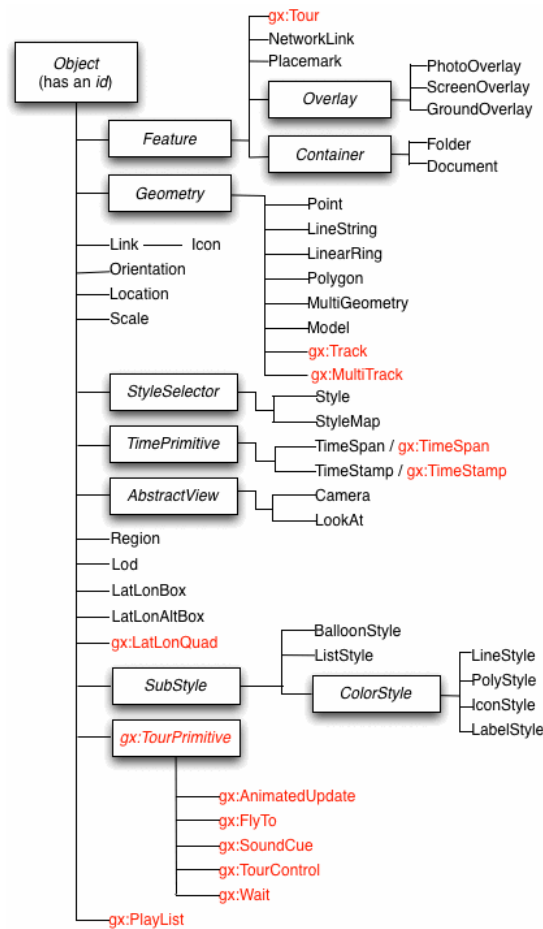 gx:Tour
NetworkLink
Placemark
Object
(has an id)
Overlay
PhotoOverlay
ScreenOverlay
GroundOverlay
Feature
Container
Folder
Document
Geometry
Point
LineString
LinearRing
Polygon
MultiGeometry
Model
gx:Track
gx:MultiTrack
Link
Icon
Orientation
Location
Scale
StyleSelector
Style
StyleMap
TimePrimitive
TimeSpan / gx:TimeSpan
TimeStamp / gx:TimeStamp
AbstractView
Camera
LookAt
Region
Lod
LatLonBox
LatLonAltBox
gx:LatLonQuad
SubStyle
BalloonStyle
ListStyle
ColorStyle
LineStyle
PolyStyle
IconStyle
LabelStyle
gx:TourPrimitive
gx:AnimatedUpdate
gx:FlyTo
gx:SoundCue
gx:TourControl
gx:Wait
gx:PlayList